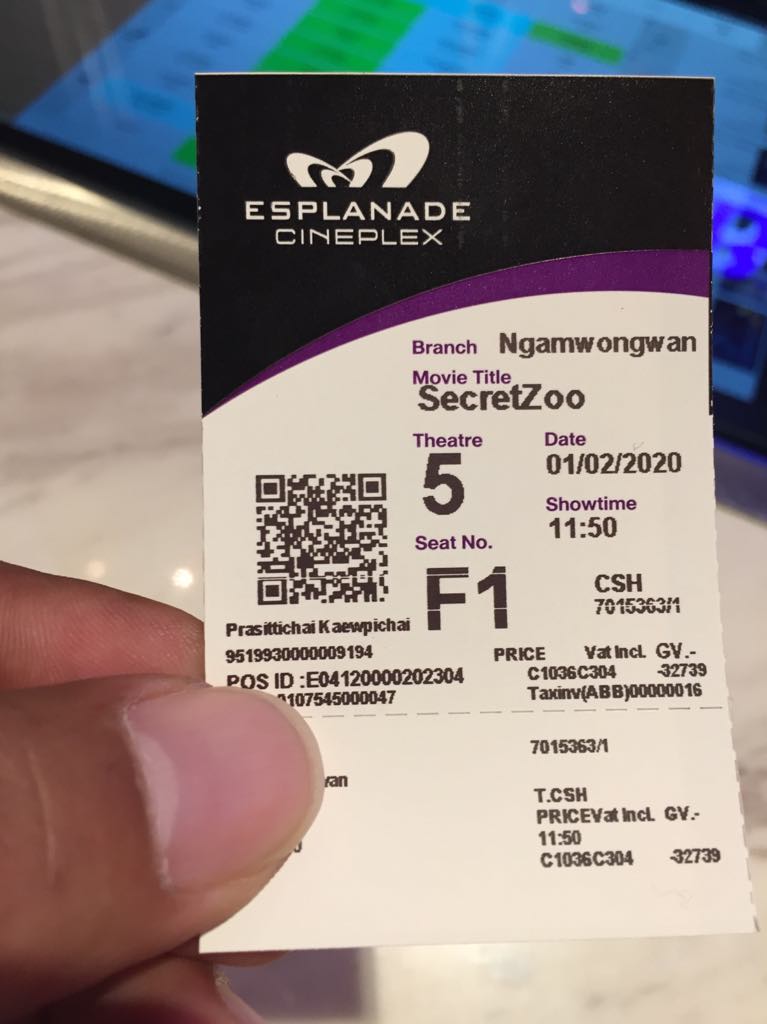 ESPLANADE
CINEPLEX
Branch Ngamwongwan
Movie Title
SecretZoo
Theatre Date
5 01/02/2020
Showtime
11:50
Seat No.
F1 CSH
7015363/1
Prasittichai Kaewpichai
9519930000009194 PRICE Vat Incl. GV.-
POS ID :E04120000202304 C1036C304 -32739
0107545000047 Taxinv(ABB)00000016
7015363/1
T.CSH
PRICEVat Incl. GV.-
11:50
C1036C304 -32739